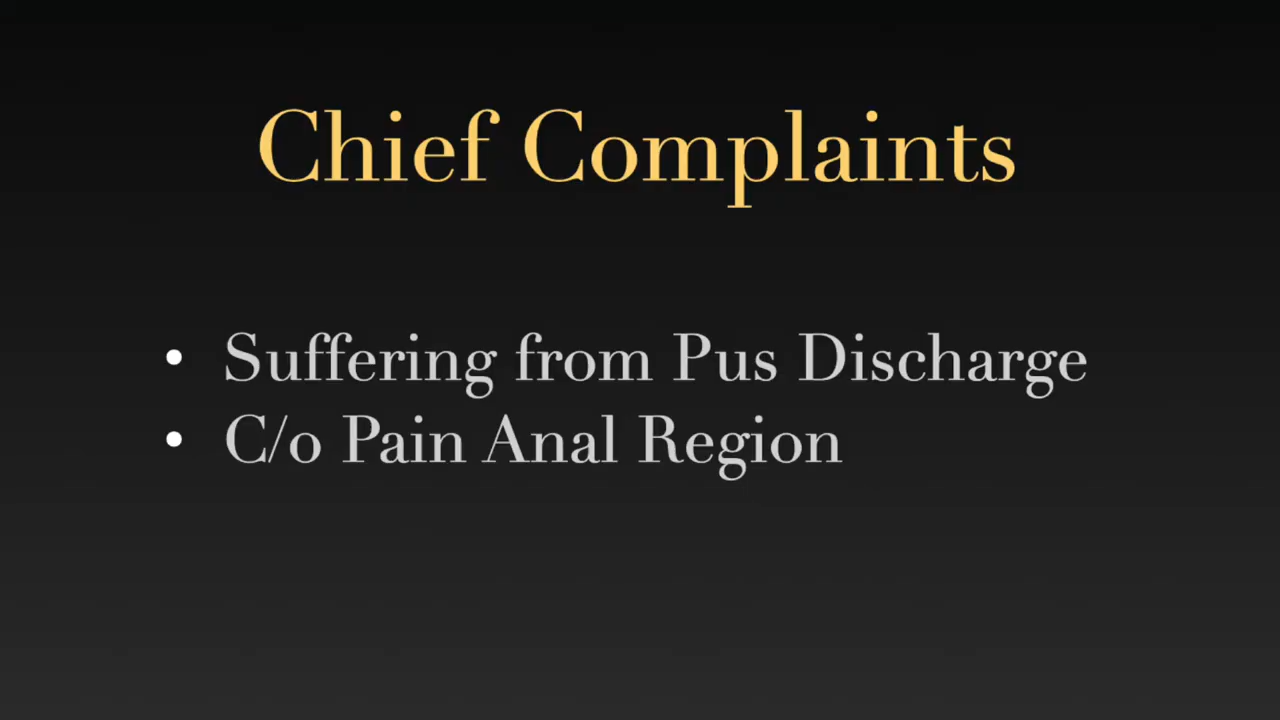 Chief Complaints
• Suffering from Pus Discharge
• C/o Pain Anal Region